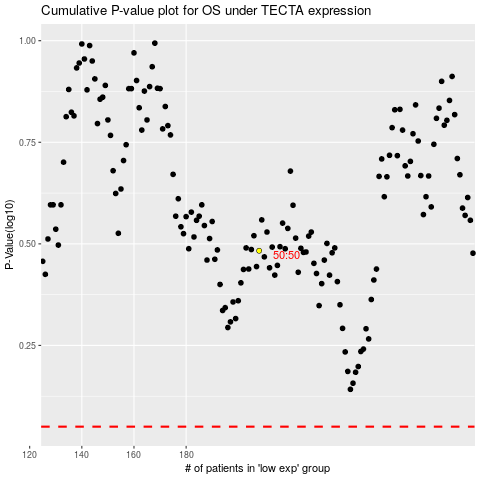 Cumulative P-value plot for OS under TECTA expression
P-Value(log10)
1.00
0.75
0.50
0.25
50:50
120 140 160 180
# of patients in 'low exp' group